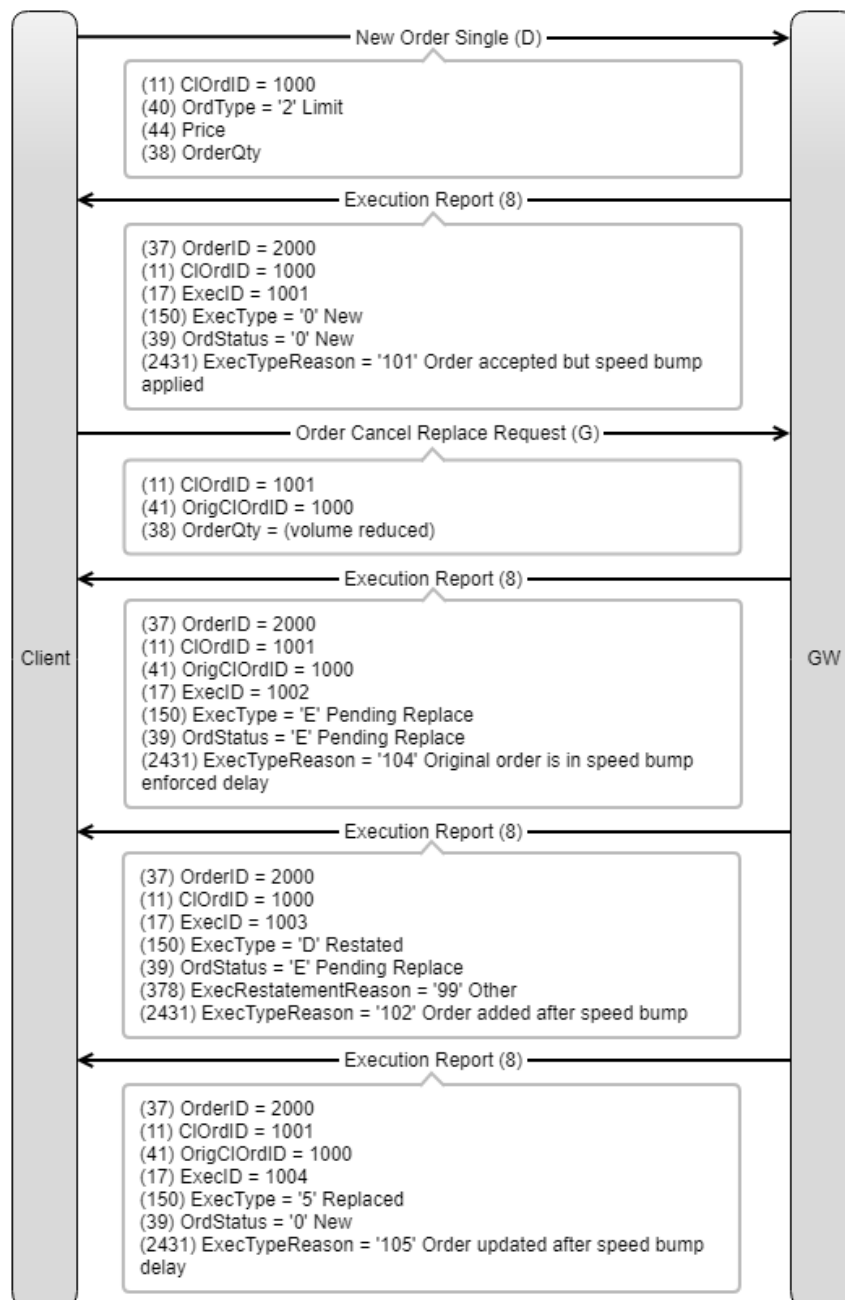 New Order Single (D)
(11) ClOrdID = 1000
(40) OrdType = '2' Limit
(44) Price
(38) OrderQty
Execution Report (8)
(37) OrderID = 2000
(11) ClOrdID = 1000
(17) ExecID = 1001
(150) ExecType = '0' New
(39) OrdStatus = '0' New
(2431) ExecTypeReason = '101' Order accepted but speed bump
applied
Order Cancel Replace Request (G)
(11) ClOrdID = 1001
(41) OrigClOrdID = 1000
(38) OrderQty = (volume reduced)
Execution Report (8)
(37) OrderID = 2000
(11) ClOrdID = 1001
(41) OrigClOrdID = 1000
(17) ExecID = 1002
(150) ExecType = 'E' Pending Replace
(39) OrdStatus = 'E' Pending Replace
(2431) ExecTypeReason = '104' Original order is in speed bump
enforced delay
Client
GW
Execution Report (8)
(37) OrderID = 2000
(11) ClOrdID = 1000
(17) ExecID = 1003
(150) ExecType = 'D' Restated
(39) OrdStatus = 'E' Pending Replace
(378) ExecRestatementReason = '99' Other
(2431) ExecTypeReason = '102' Order added after speed bump
Execution Report (8)
(37) OrderID = 2000
(11) ClOrdID = 1001
(41) OrigClOrdID = 1000
(17) ExecID = 1004
(150) ExecType = '5' Replaced
(39) OrdStatus = '0' New
(2431) ExecTypeReason = '105' Order updated after speed bump
delay